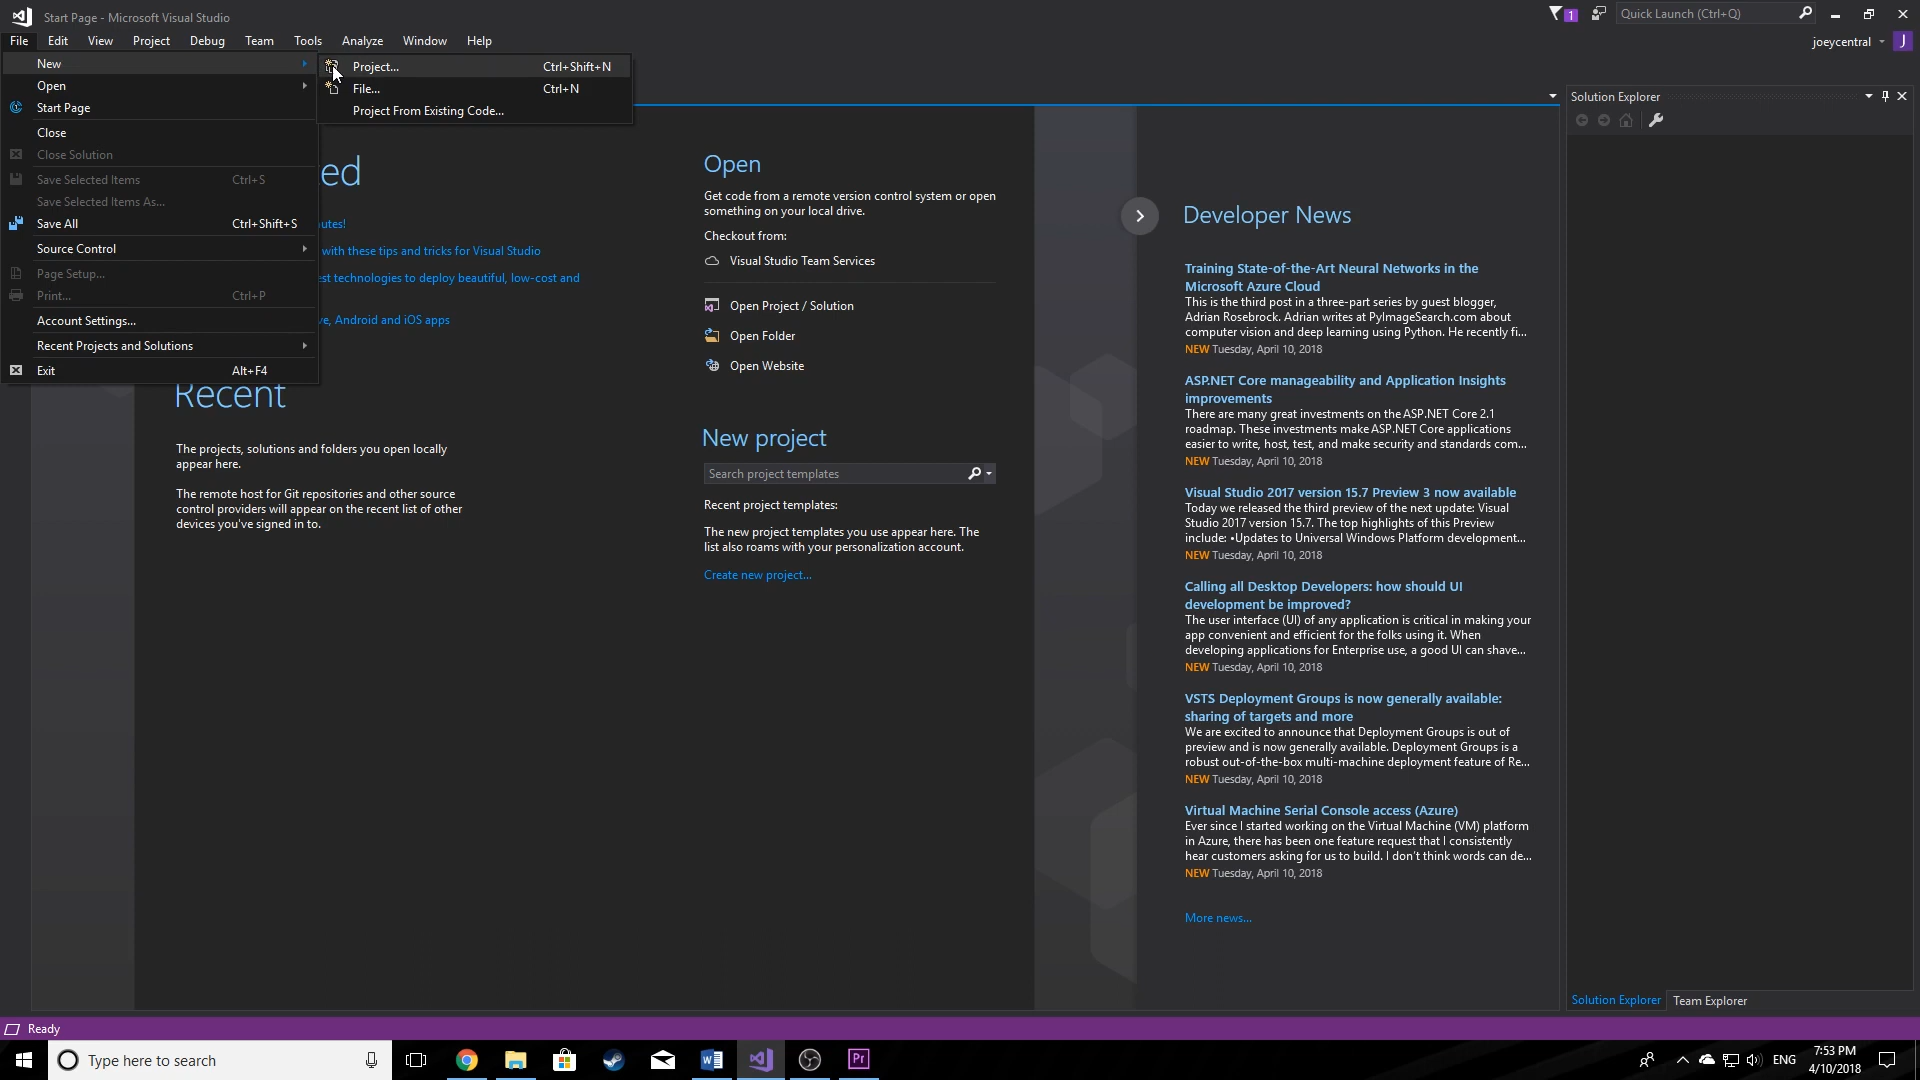 Start Page - Microsoft Visual Studio
1
Quick Launch (Ctrl+Q)
File Edit View Project Debug Team Tools Analyze Window Help
joeycentral J
New
Open
Start Page
Close
Close Solution
Save Selected Items Ctrl+S
Save Selected Items As...
Save All Ctrl+Shift+S
Source Control
Page Setup...
Print... Ctrl+P
Account Settings...
Recent Projects and Solutions
Exit Alt+F4
Project... Ctrl+Shift+N
File... Ctrl+N
Project From Existing Code...
ed
utes!
with these tips and tricks for Visual Studio
est technologies to deploy beautiful, low-cost and
ve, Android and iOS apps
Recent
The projects, solutions and folders you open locally
appear here.
The remote host for Git repositories and other source
control providers will appear on the recent list of other
devices you've signed in to.
Open
Get code from a remote version control system or open
something on your local drive.
Checkout from:
Visual Studio Team Services
Open Project / Solution
Open Folder
Open Website
New project
Search project templates
Recent project templates:
The new project templates you use appear here. The
list also roams with your personalization account.
Create new project...
Developer News
Training State-of-the-Art Neural Networks in the
Microsoft Azure Cloud
This is the third post in a three-part series by guest blogger,
Adrian Rosebrock. Adrian writes at PyImageSearch.com about
computer vision and deep learning using Python. He recently fi...
NEW Tuesday, April 10, 2018
ASP.NET Core manageability and Application Insights
improvements
There are many great investments on the ASP.NET Core 2.1
roadmap. These investments make ASP.NET Core applications
easier to write, host, test, and make security and standards com...
NEW Tuesday, April 10, 2018
Visual Studio 2017 version 15.7 Preview 3 now available
Today we released the third preview of the next update: Visual
Studio 2017 version 15.7. The top highlights of this Preview
include: •Updates to Universal Windows Platform development...
NEW Tuesday, April 10, 2018
Calling all Desktop Developers: how should UI
development be improved?
The user interface (UI) of any application is critical in making your
app convenient and efficient for the folks using it. When
developing applications for Enterprise use, a good UI can shave...
NEW Tuesday, April 10, 2018
VSTS Deployment Groups is now generally available:
sharing of targets and more
We are excited to announce that Deployment Groups is out of
preview and is now generally available. Deployment Groups is a
robust out-of-the-box multi-machine deployment feature of Re...
NEW Tuesday, April 10, 2018
Virtual Machine Serial Console access (Azure)
Ever since I started working on the Virtual Machine (VM) platform
in Azure, there has been one feature request that I consistently
hear customers asking for us to build. I don't think words can de...
NEW Tuesday, April 10, 2018
More news...
Solution Explorer
Solution Explorer Team Explorer
Ready
Type here to search
Pr
ENG
7:53 PM
4/10/2018